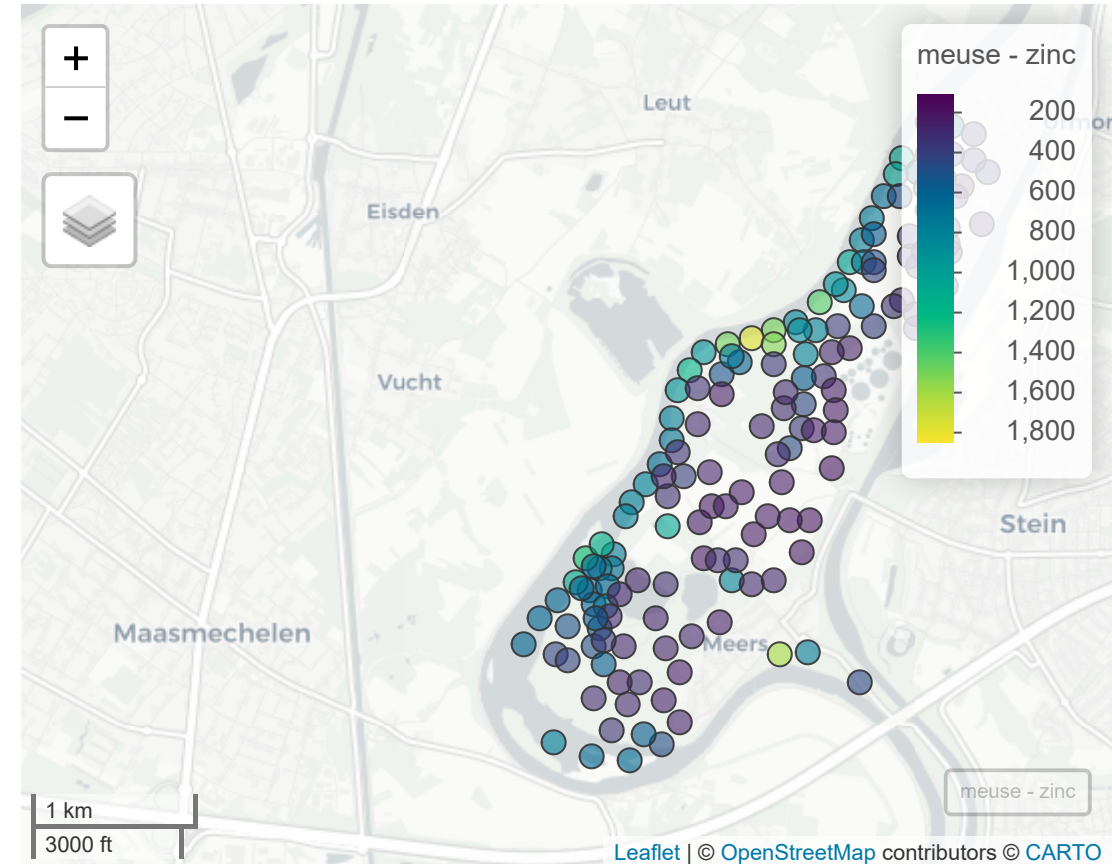 +
−
meuse - zinc
200
400
600
800
1,000
1,200
1,400
1,600
1,800
Leut
Eisden
Vucht
Stein
Maasmechelen
Meers
meuse - zinc
1 km
3000 ft
Leaflet | © OpenStreetMap contributors © CARTO